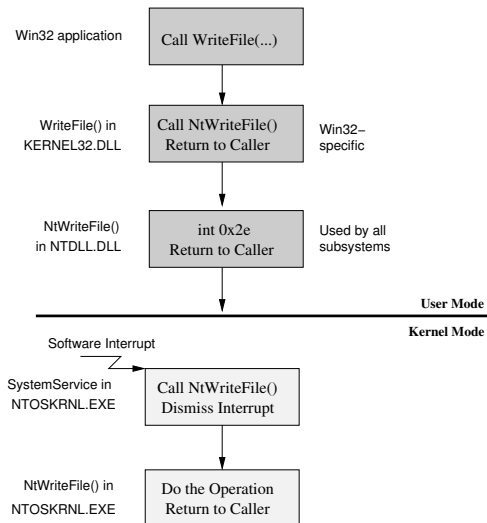 Win32 application
Call WriteFile(...)
WriteFile() in
KERNEL32.DLL
Call NtWriteFile()
Return to Caller
Win32-
specific
NtWriteFile()
in NTDLL.DLL
int 0x2e
Return to Caller
Used by all
subsystems
User Mode
Kernel Mode
Software Interrupt
SystemService in
NTOSKRNL.EXE
Call NtWriteFile()
Dismiss Interrupt
NtWriteFile() in
NTOSKRNL.EXE
Do the Operation
Return to Caller